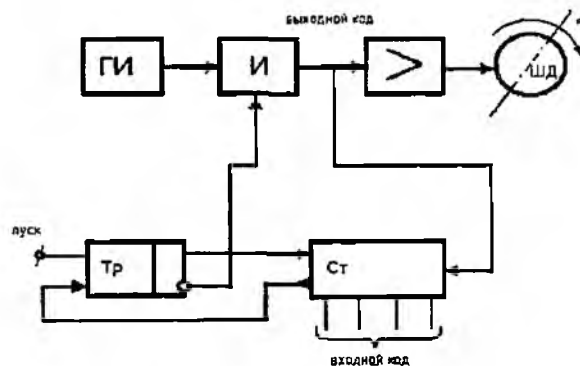 выходной код
ГИ
И
>
ШД
пуск
Тр
Ст
входной код